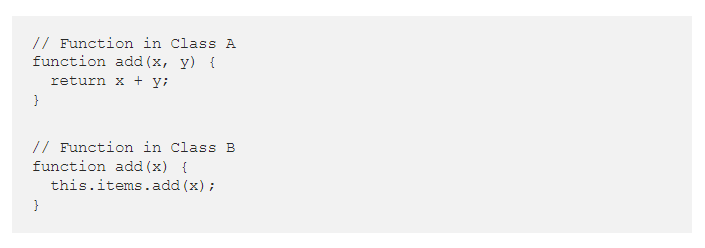 // Function in Class A
function add(x, y) {
  return x + y;
}

// Function in Class B
function add(x) {
  this.items.add(x);
}